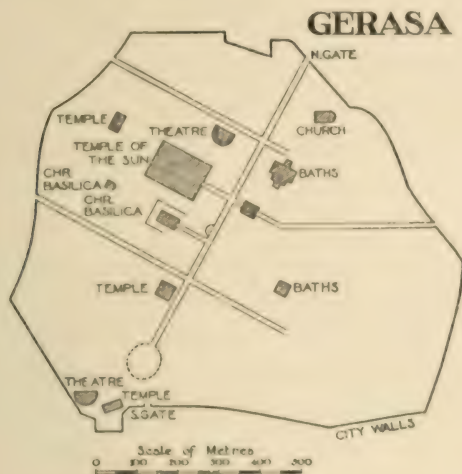 GERASA
N.GATE
TEMPLE
THEATRE
CHURCH
TEMPLE OF
THE SUN
BATHS
CHR.
BASILICA
CHR.
BASILICA
TEMPLE
BATHS
THEATRE
TEMPLE
S.GATE
CITY WALLS
Scale of Metres
0 100 200 300 400 500